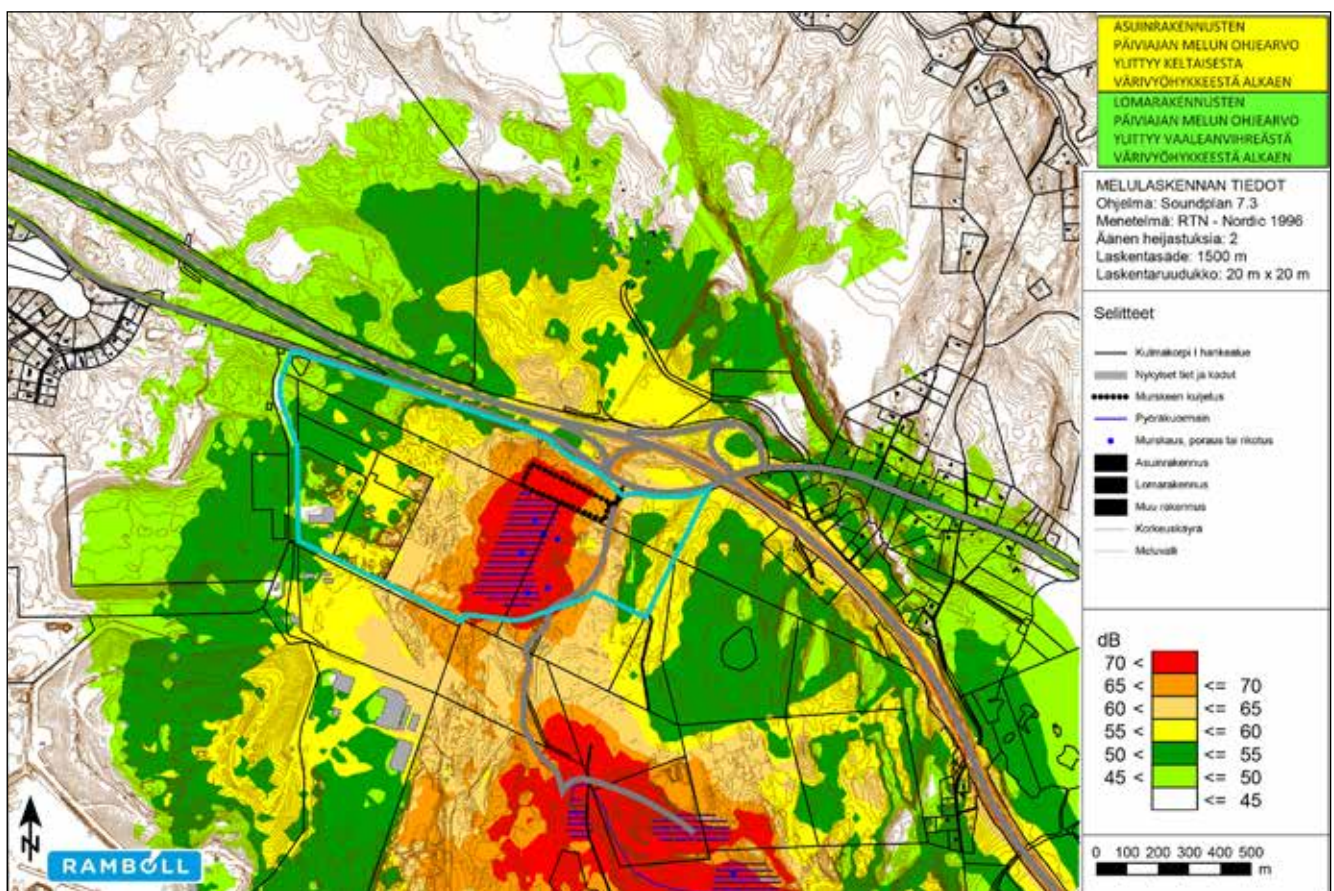 ASUINRAKENNUSTEN
PÄIVIAJAN MELUN OHJEARVO
YLITTYY KELTAISESTA
VÄRIVYÖHYKKEESTÄ ALKAEN
LOMARAKENNUSTEN
PÄIVIAJAN MELUN OHJEARVO
YLITTYY VAALEANVIHREÄSTÄ
VÄRIVYÖHYKKEESTÄ ALKAEN
MELULASKENNAN TIEDOT
Ohjelma: Soundplan 7.3
Menetelmä: RTN - Nordic 1996
Äänen heijastuksia: 2
Laskentasäde: 1500 m
Laskentaruudukko: 20 m x 20 m
Selitteet
Kulmakorpi I hankealue
Nykyiset tiet ja kadut
Murskeen kuljetus
Pyöräkuormain
Murskaus, poraus tai rikotus
Asuinrakennus
Lomarakennus
Muu rakennus
Korkeuskäyrä
Meluvalli
dB
70 <
65 < <= 70
60 < <= 65
55 < <= 60
50 < <= 55
45 < <= 50
<= 45
0 100 200 300 400 500
m
N
RAMBOLL